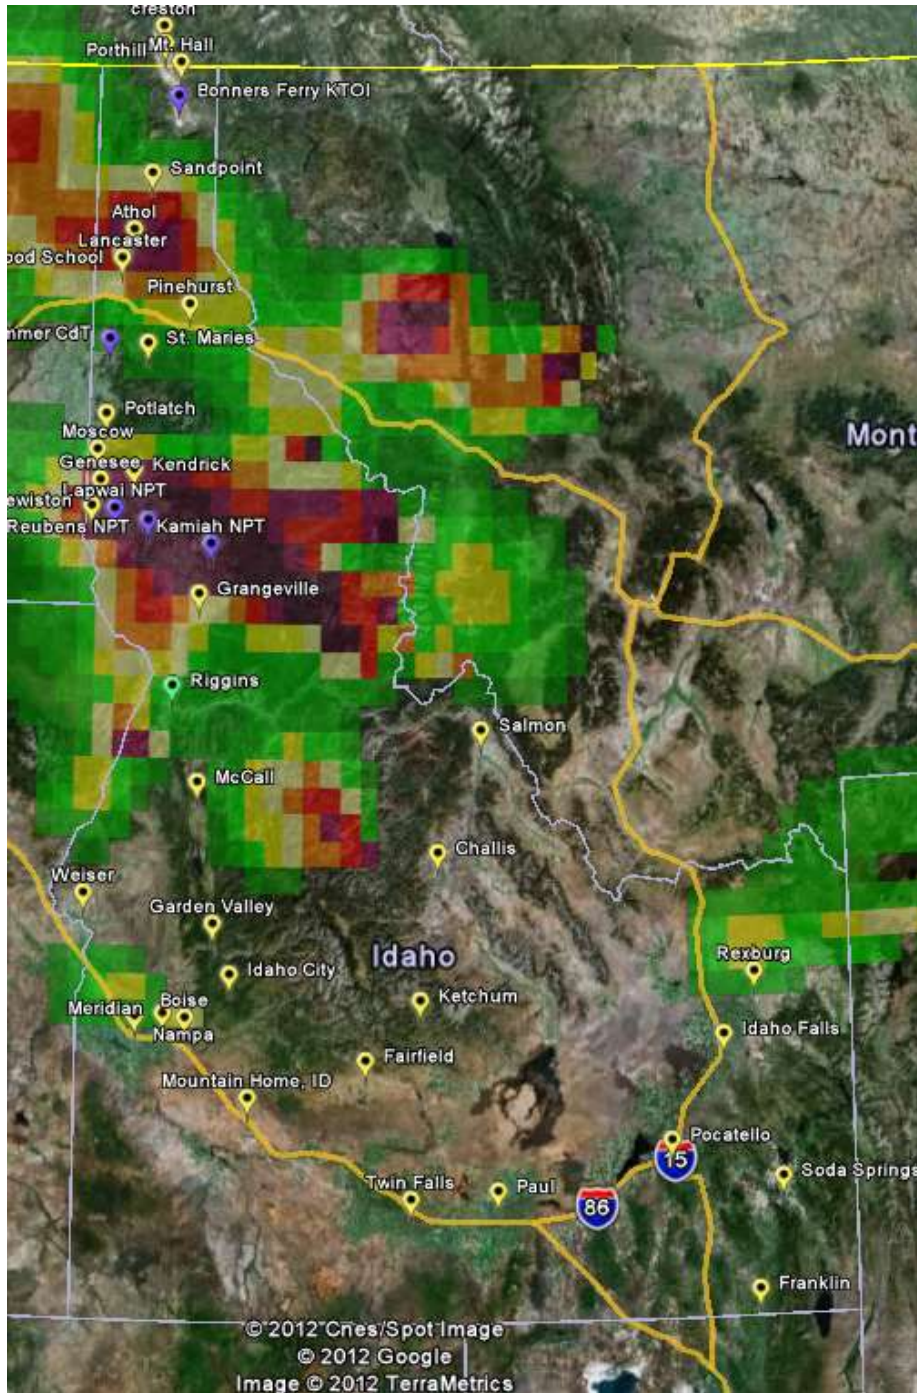 creston
Porthill
Mt. Hall
Bonners Ferry KTOI
Sandpoint
Athol
Lancaster
ood School
Pinehurst
mmer CdT
St. Maries
Potlatch
Moscow
Mont
Genesee
Kendrick
Lapwai NPT
ewiston
Reubens NPT
Kamiah NPT
Grangeville
Riggins
Salmon
McCall
Challis
Weiser
Garden Valley
Idaho
Rexburg
Idaho City
Ketchum
Meridian
Boise
Nampa
Idaho Falls
Fairfield
Mountain Home, ID
Pocatello
15
Soda Springs
Twin Falls
Paul
86
Franklin
© 2012 Cnes/Spot Image
© 2012 Google
Image © 2012 TerraMetrics